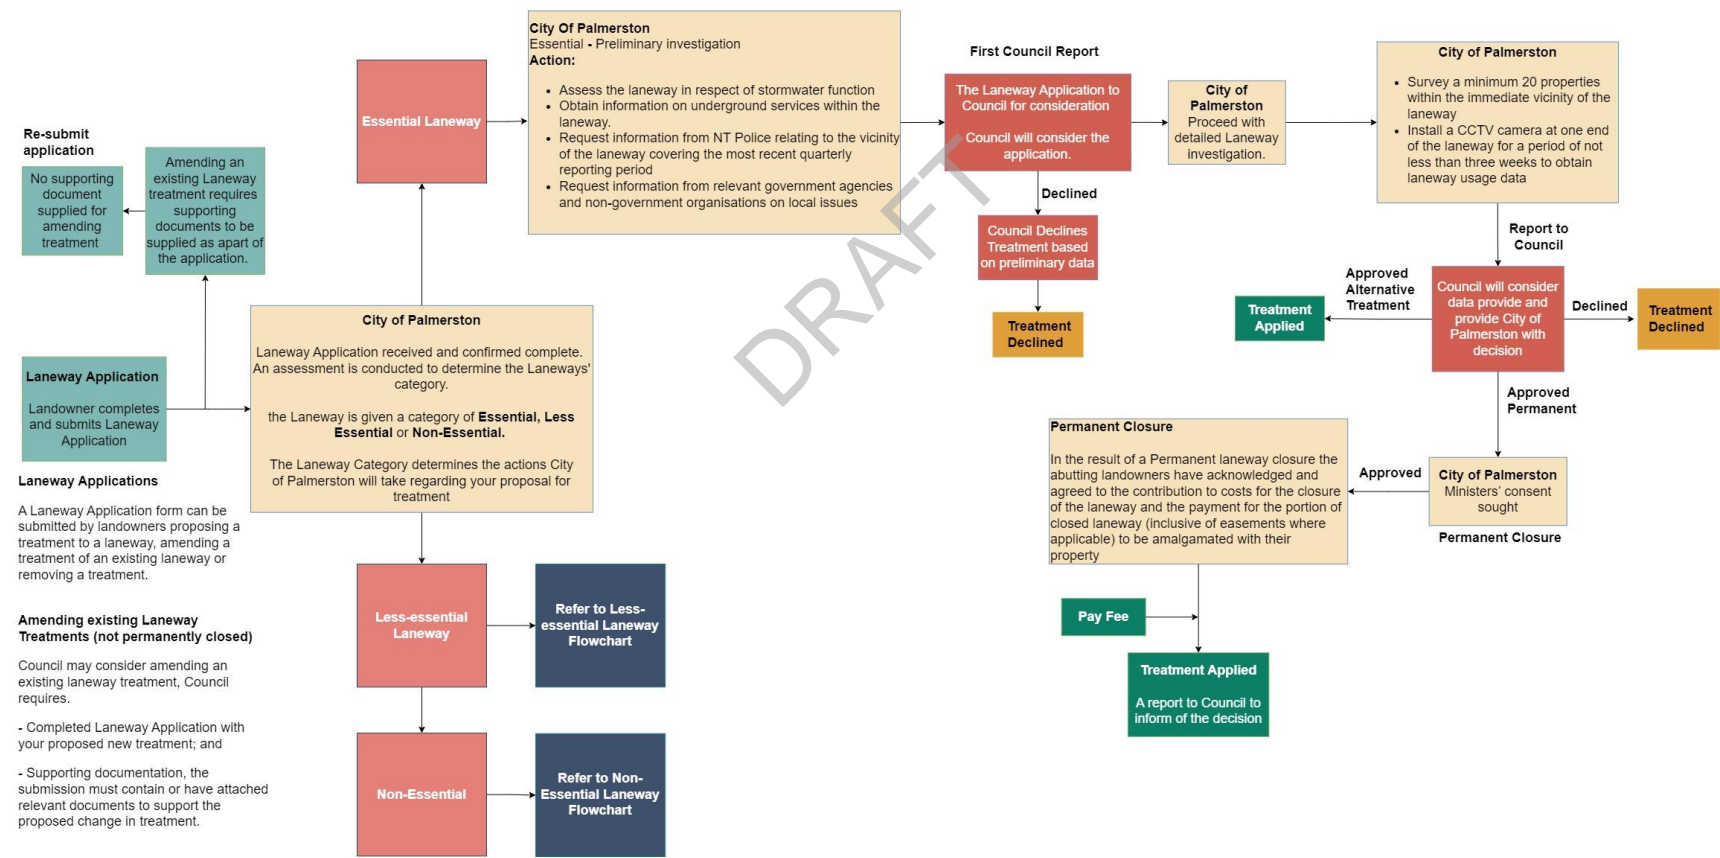 Re-submit
application
No supporting
document
supplied for
amending
treatment
Amending an
existing Laneway
treatment requires
supporting
documents to be
supplied as apart of
the application.
Laneway Application
Landowner completes
and submits Laneway
Application
Laneway Applications
A Laneway Application form can be
submitted by landowners proposing a
treatment to a laneway, amending a
treatment of an existing laneway or
removing a treatment.
Amending existing Laneway
Treatments (not permanently closed)
Council may consider amending an
existing laneway treatment, Council
requires.
- Completed Laneway Application with
your proposed new treatment; and
- Supporting documentation, the
submission must contain or have attached
relevant documents to support the
proposed change in treatment.
City of Palmerston
Laneway Application received and confirmed complete.
An assessment is conducted to determine the Laneways'
category.
the Laneway is given a category of Essential, Less
Essential or Non-Essential.
The Laneway Category determines the actions City
of Palmerston will take regarding your proposal for
treatment
Essential Laneway
Less-essential
Laneway
Refer to Less-
essential Laneway
Flowchart
Non-Essential
Refer to Non-
Essential Laneway
Flowchart
City Of Palmerston
Essential - Preliminary investigation
Action:
• Assess the laneway in respect of stormwater function
• Obtain information on underground services within the
laneway.
• Request information from NT Police relating to the vicinity
of the laneway covering the most recent quarterly
reporting period
• Request information from relevant government agencies
and non-government organisations on local issues
First Council Report
The Laneway Application to
Council for consideration
Council will consider the
application.
Declined
Council Declines
Treatment based
on preliminary data
Treatment
Declined
City of
Palmerston
Proceed with
detailed Laneway
investigation.
City of Palmerston
• Survey a minimum 20 properties
within the immediate vicinity of the
laneway
• Install a CCTV camera at one end
of the laneway for a period of not
less than three weeks to obtain
laneway usage data
Report to
Council
Council will consider
data provide and
provide City of
Palmerston with
decision
Approved
Alternative
Treatment
Treatment
Applied
Declined
Treatment
Declined
Approved
Permanent
City of Palmerston
Ministers' consent
sought
Permanent Closure
Approved
Permanent Closure
In the result of a Permanent laneway closure the
abutting landowners have acknowledged and
agreed to the contribution to costs for the closure
of the laneway and the payment for the portion of
closed laneway (inclusive of easements where
applicable) to be amalgamated with their
property
Pay Fee
Treatment Applied
A report to Council to
inform of the decision
DRAFT